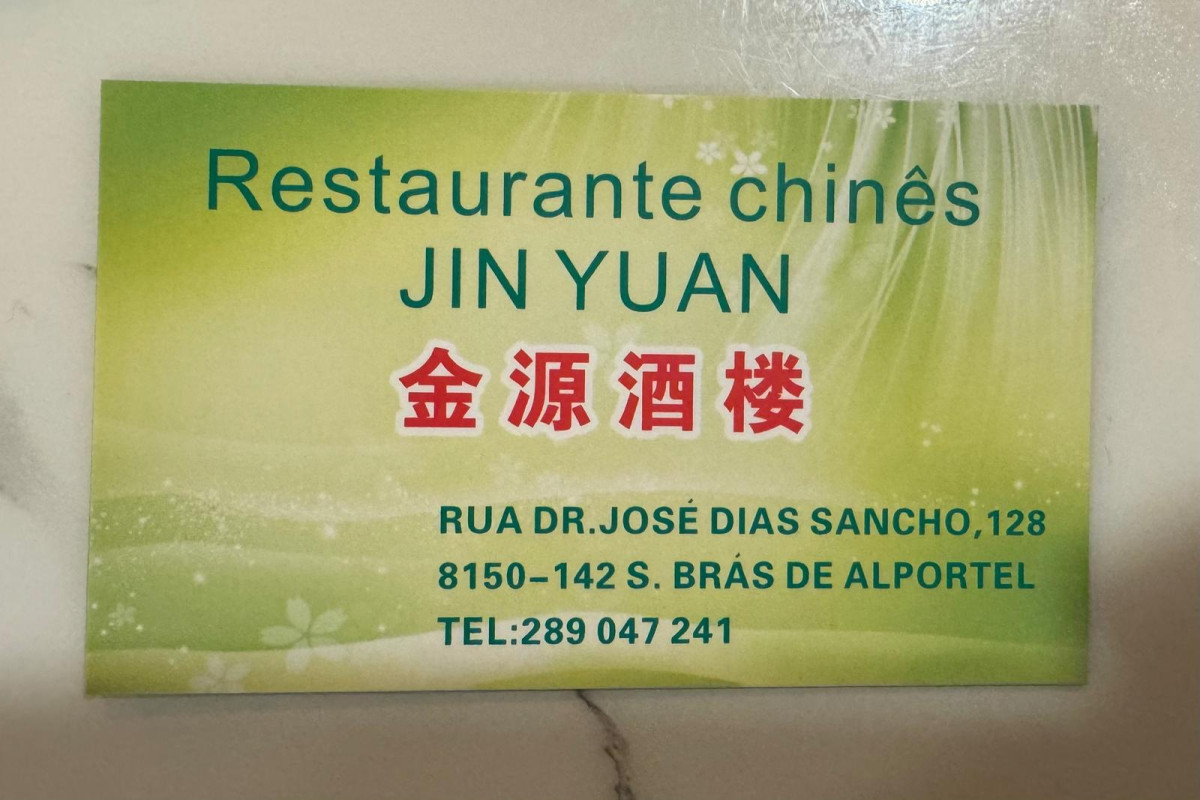 Restaurante chinês
JIN YUAN
金源酒楼
RUA DR.JOSÉ DIAS SANCHO,128
8150-142 S. BRÁS DE ALPORTEL
TEL:289 047 241